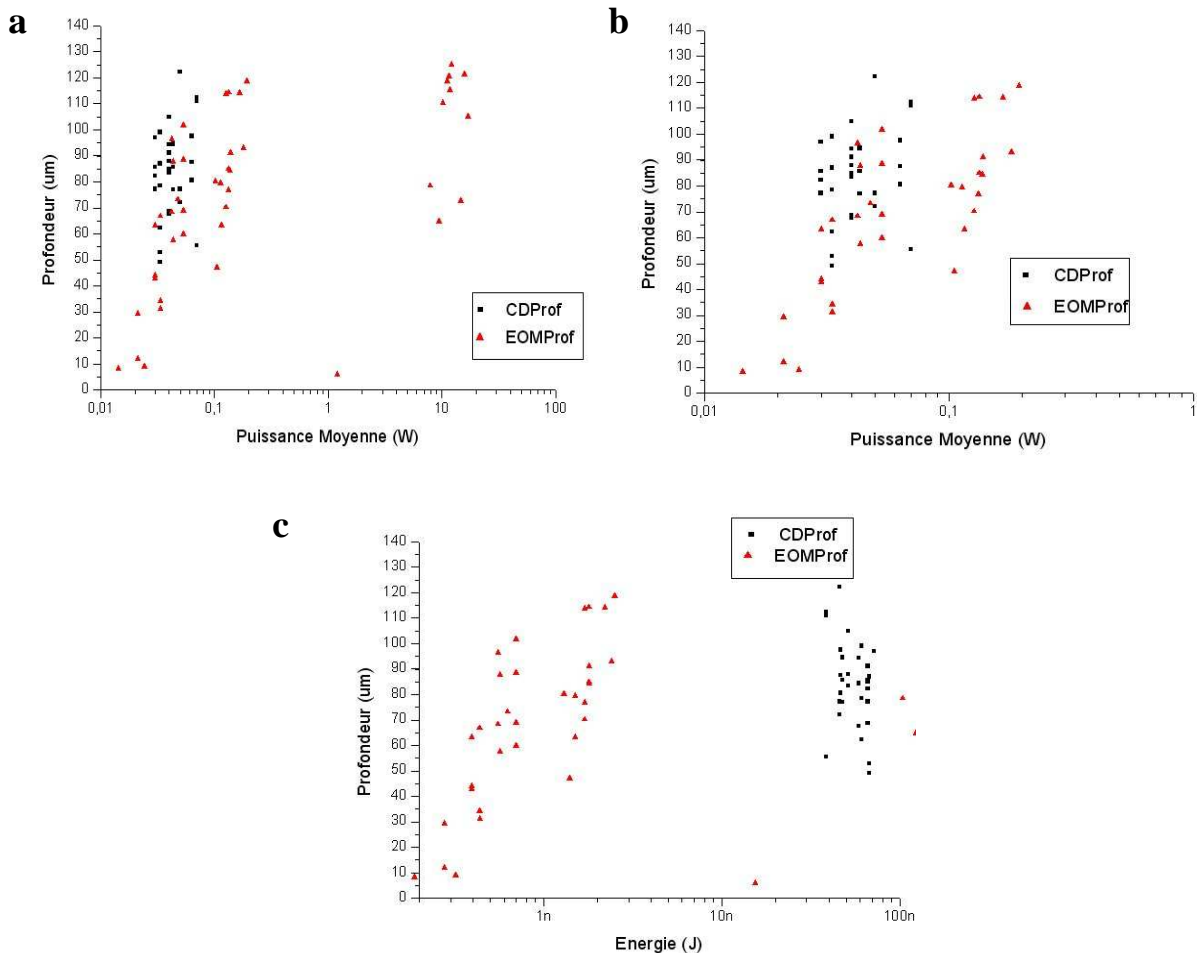 a
Profondeur (um)
140
130
120
110
100
90
80
70
60
50
40
30
20
10
0
0,01
0,1
1
10
100
Puissance Moyenne (W)
CDProf
EOMProf
b
Profondeur (um)
140
130
120
110
100
90
80
70
60
50
40
30
20
10
0
0,01
0,1
1
Puissance Moyenne (W)
CDProf
EOMProf
c
Profondeur (um)
140
130
120
110
100
90
80
70
60
50
40
30
20
10
0
1n
10n
100n
Energie (J)
CDProf
EOMProf